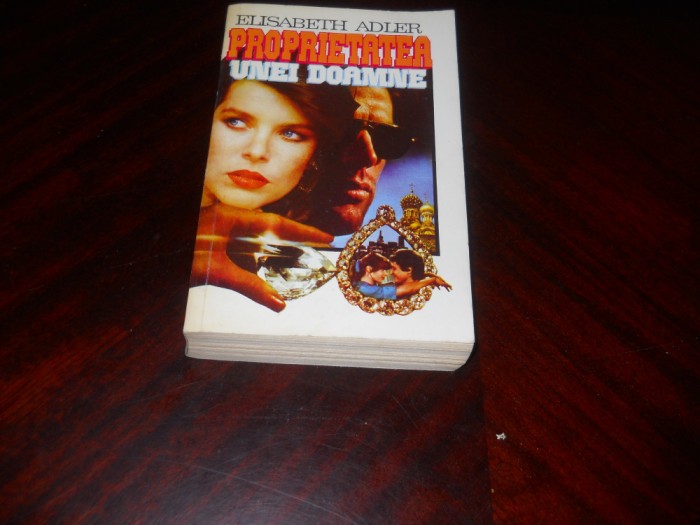 ELISABETH ADLER
PROPRIETATEA
UNEI DOAMNE